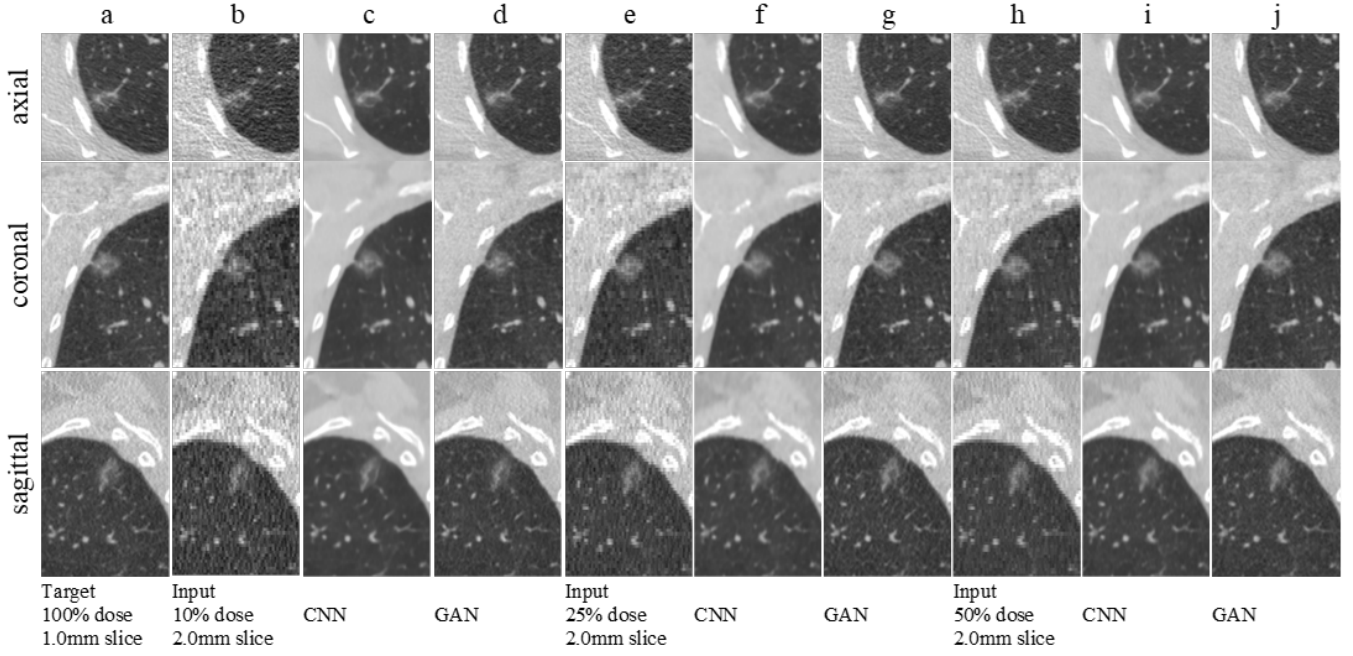 a b c d e f g h i j
axial
coronal
sagittal
Target Input Input Input
100% dose 10% dose CNN GAN 25% dose CNN GAN 50% dose CNN GAN
1.0mm slice 2.0mm slice 2.0mm slice 2.0mm slice